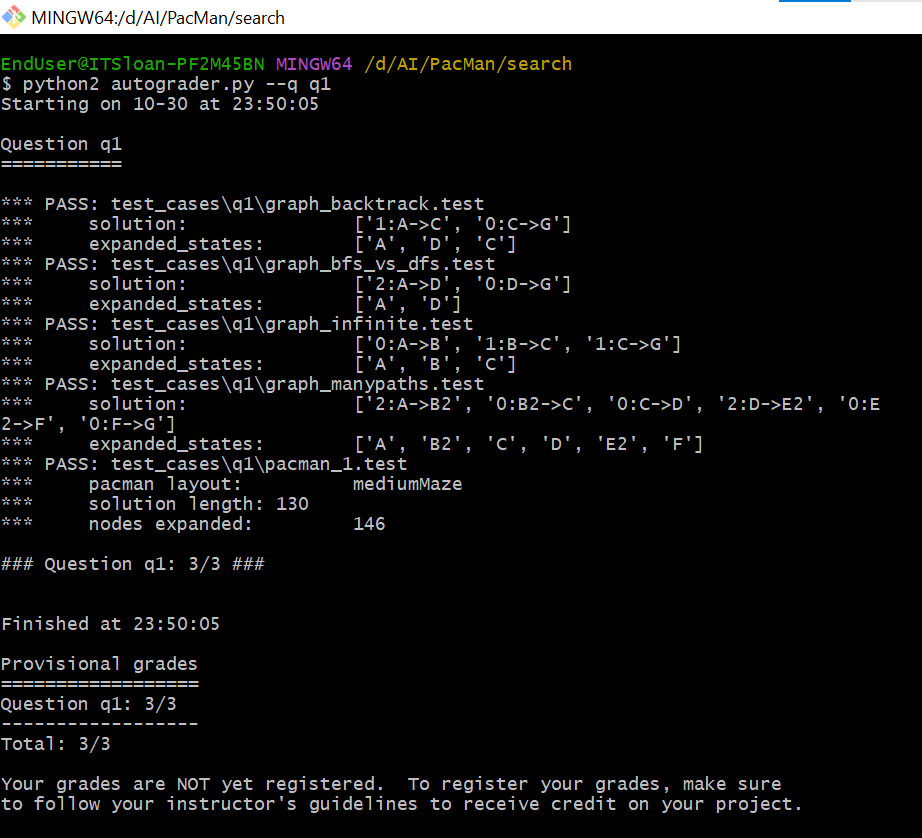 MINGW64:/d/AI/PacMan/search
EndUser@ITSloan-PF2M45BN MINGW64 /d/AI/PacMan/search
$ python2 autograder.py --q q1
Starting on 10-30 at 23:50:05
Question q1
===========
*** PASS: test_cases\q1\graph_backtrack.test
***     solution:               ['1:A->C', '0:C->G']
***     expanded_states:        ['A', 'D', 'C']
*** PASS: test_cases\q1\graph_bfs_vs_dfs.test
***     solution:               ['2:A->D', '0:D->G']
***     expanded_states:        ['A', 'D']
*** PASS: test_cases\q1\graph_infinite.test
***     solution:               ['0:A->B', '1:B->C', '1:C->G']
***     expanded_states:        ['A', 'B', 'C']
*** PASS: test_cases\q1\graph_manypaths.test
***     solution:               ['2:A->B2', '0:B2->C', '0:C->D', '2:D->E2', '0:E
2->F', '0:F->G']
***     expanded_states:        ['A', 'B2', 'C', 'D', 'E2', 'F']
*** PASS: test_cases\q1\pacman_1.test
***     pacman layout:          mediumMaze
***     solution length: 130
***     nodes expanded:         146
### Question q1: 3/3 ###
Finished at 23:50:05
Provisional grades
==================
Question q1: 3/3
------------------
Total: 3/3
Your grades are NOT yet registered.  To register your grades, make sure
to follow your instructor's guidelines to receive credit on your project.